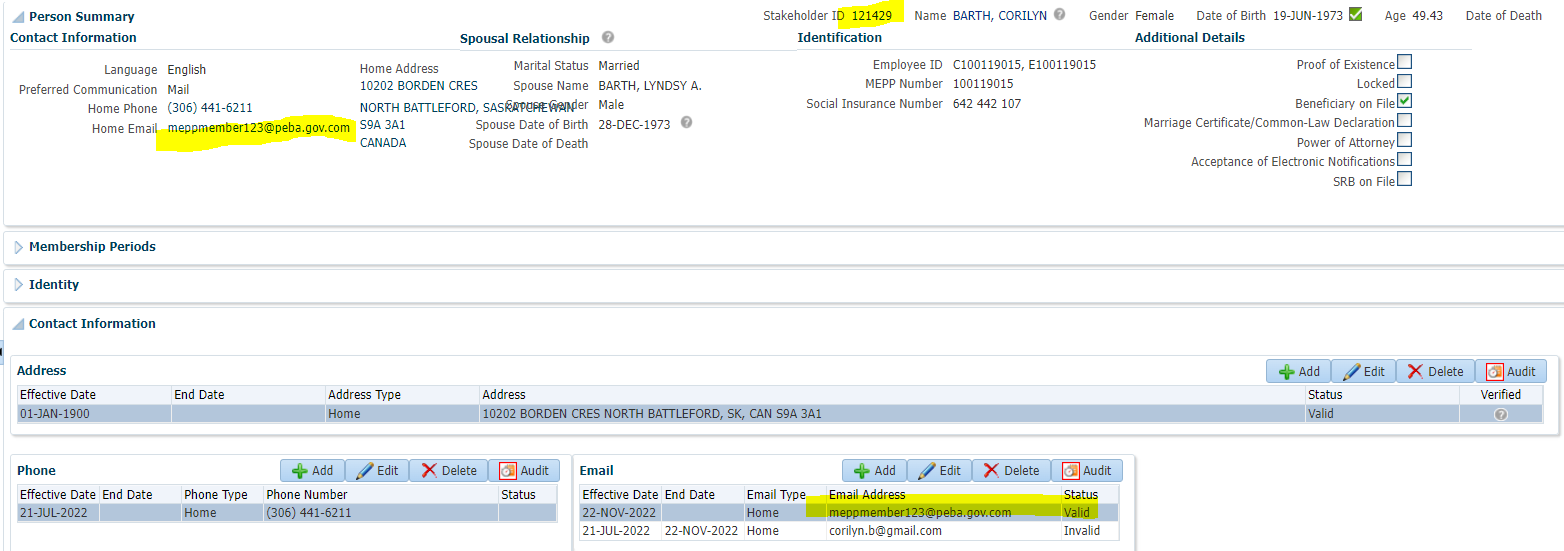 Person Summary Stakeholder ID 121429 Name BARTH, CORILYN Gender Female Date of Birth 19-JUN-1973 Age 49.43 Date of Death
Contact Information Spousal Relationship Identification Additional Details
Language English Home Address Marital Status Married Employee ID C100119015, E100119015 Proof of Existence
Preferred Communication Mail 10202 BORDEN CRES Spouse Name BARTH, LYNDSY A. MEPP Number 100119015 Locked
Home Phone (306) 441-6211 NORTH BATTLEFORD, SASKATCHEWAN Spouse Gender Male Social Insurance Number 642 442 107 Beneficiary on File
Home Email meppmember123@peba.gov.com S9A 3A1 Spouse Date of Birth 28-DEC-1973 Marriage Certificate/Common-Law Declaration
CANADA Spouse Date of Death Power of Attorney
Acceptance of Electronic Notifications
SRB on File
Membership Periods
Identity
Contact Information
Address Add Edit Delete Audit
Effective Date End Date Address Type Address Status Verified
01-JAN-1900 Home 10202 BORDEN CRES NORTH BATTLEFORD, SK, CAN S9A 3A1 Valid
Phone Add Edit Delete Audit
Effective Date End Date Phone Type Phone Number Status
21-JUL-2022 Home (306) 441-6211
Email Add Edit Delete Audit
Effective Date End Date Email Type Email Address Status
22-NOV-2022 Home meppmember123@peba.gov.com Valid
21-JUL-2022 22-NOV-2022 Home corilyn.b@gmail.com Invalid